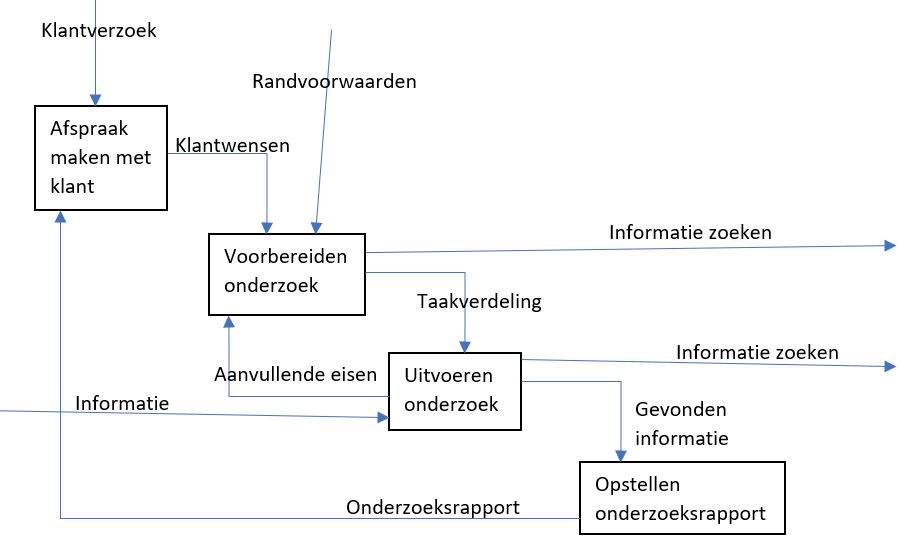 Klantverzoek
Randvoorwaarden
Afspraak
maken met
klant
Klantwensen
Voorbereiden
onderzoek
Informatie zoeken
Taakverdeling
Informatie zoeken
Aanvullende eisen
Uitvoeren
onderzoek
Informatie
Gevonden
informatie
Opstellen
onderzoeksrapport
Onderzoeksrapport